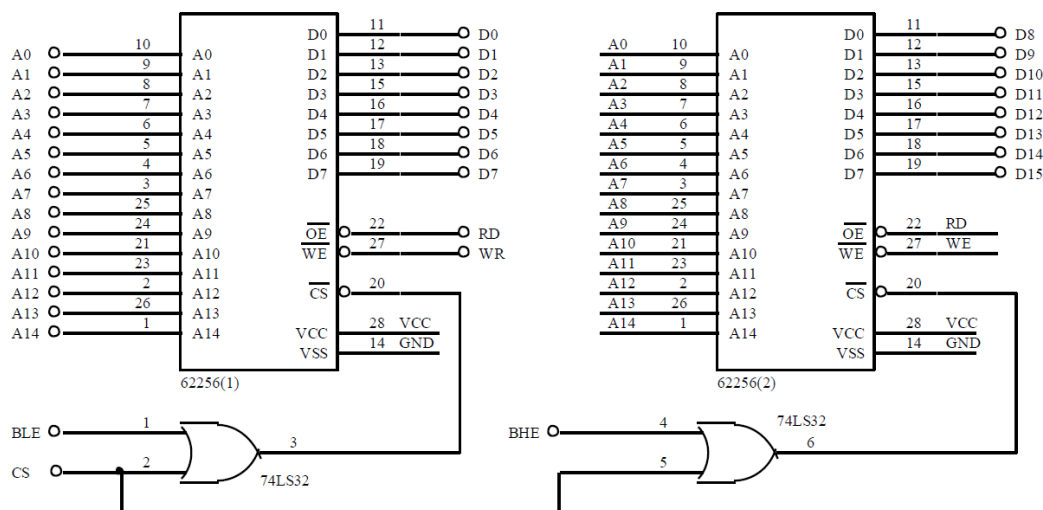 A0 10 A0 D0 11 D0
A1 9 A1 D1 12 D1
A2 8 A2 D2 13 D2
A3 7 A3 D3 15 D3
A4 6 A4 D4 16 D4
A5 5 A5 D5 17 D5
A6 4 A6 D6 18 D6
A7 3 A7 D7 19 D7
A8 25 A8
A9 24 A9 OE 22 RD
A10 21 A10 WE 27 WR
A11 23 A11
A12 2 A12 CS 20
A13 26 A13
A14 1 A14 VCC 28 VCC
VSS 14 GND
62256(1)
BLE 1
3
CS 2
74LS32
A0 10 A0 D0 11 D8
A1 9 A1 D1 12 D9
A2 8 A2 D2 13 D10
A3 7 A3 D3 15 D11
A4 6 A4 D4 16 D12
A5 5 A5 D5 17 D13
A6 4 A6 D6 18 D14
A7 3 A7 D7 19 D15
A8 25 A8
A9 24 A9 OE 22 RD
A10 21 A10 WE 27 WE
A11 23 A11
A12 2 A12 CS 20
A13 26 A13
A14 1 A14 VCC 28 VCC
VSS 14 GND
62256(2)
74LS32
BHE 4
6
5